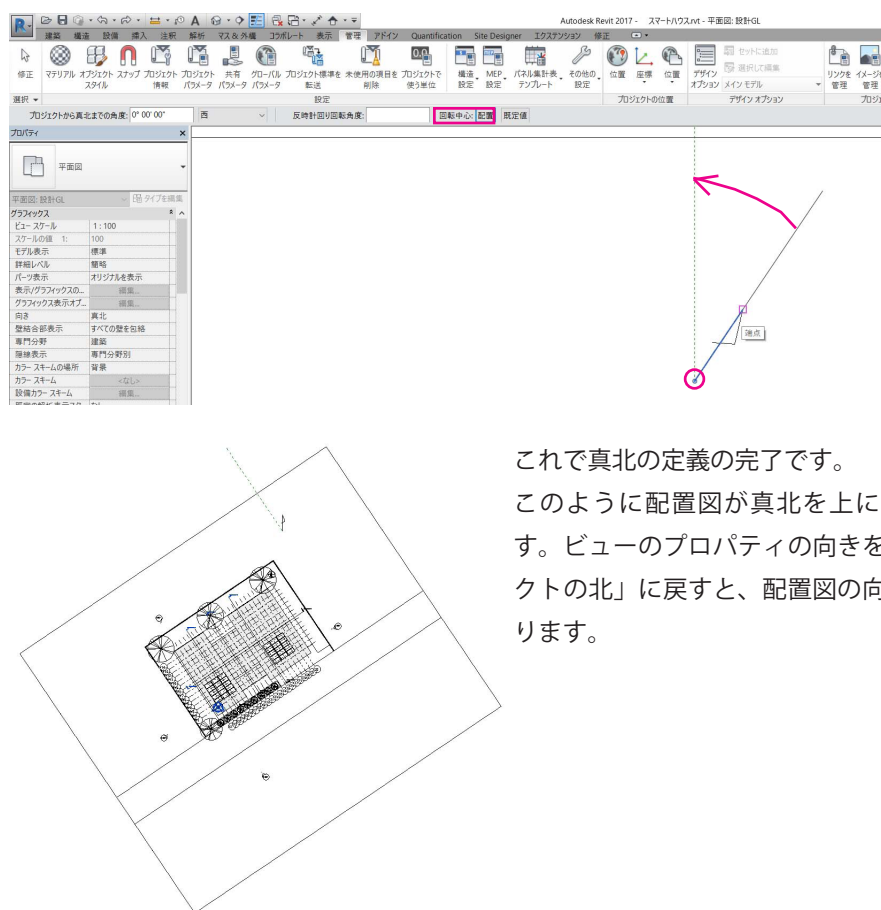 Autodesk Revit 2017 - スマートハウス.rvt - 平面図: 設計GL
建築 構造 設備 挿入 注釈 解析 マス & 外構 コラボレート 表示 管理 アドイン Quantification Site Designer エクステンション 修正
修正 マテリアル オブジェクト スタイル スナップ プロジェクト 情報 プロジェクト パラメータ 共有 パラメータ グローバル パラメータ プロジェクト標準を 転送 未使用の項目を 削除 プロジェクトで 使う単位 構造 設定 MEP 設定 パネル集計表 テンプレート その他の 設定 位置 座標 位置 デザイン オプション セットに追加 選択して編集 メイン モデル リンクを 管理 管理
選択 設定 プロジェクトの位置 デザイン オプション
プロジェクトから真北までの角度: 0° 00' 00" 西 反時計回り回転角度: 回転中心: 配置 既定値
プロパティ
平面図
平面図: 設計GL タイプを編集
グラフィックス
ビュー スケール 1 : 100
スケールの値 1: 100
モデル表示 標準
詳細レベル 簡略
パーツ表示 オリジナルを表示
表示/グラフィックスの... 編集...
グラフィックス表示オプ... 編集...
向き 真北
壁結合部表示 すべての壁を包絡
専門分野 建築
隠線表示 専門分野別
カラー スキームの場所 背景
カラー スキーム <なし>
設備カラー スキーム 編集...
端点
これで真北の定義の完了です。
このように配置図が真北を上に
す。ビューのプロパティの向きを
クトの北」に戻すと、配置図の向
ります。